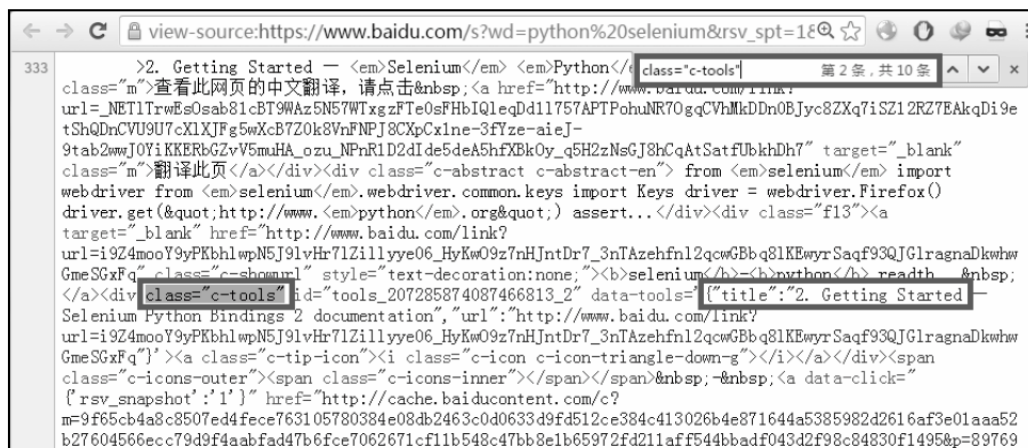 view-source:https://www.baidu.com/s?wd=python%20selenium&rsv_spt=18
class="c-tools" 第 2 条，共 10 条
333 >2. Getting Started — <em>Selenium</em> <em>Python</e
class="m">查看此网页的中文翻译，请点击&nbsp;<a href="http://www.baidu.com/link?
url=_NETlTrwEsOsab81cBT9WAz5N57WTxgzFTe0sFHbIQ1eqDd11757APTPohuNR7OgqCVhMkDDn0BJyc8ZXq7iSZ12RZ7EAkqDi9e
tShQDnCVU9U7cX1XJFg5wXcB7Z0k8VnFNPJ8CXpCx1ne-3fYze-aieJ-
9tab2wwJ0YiKKERbGZvV5muHA_ozu_NPnR1D2dIde5deA5hfXBkOy_q5H2zNsGJ8hCqAtSatfUbkhDh7" target="_blank"
class="m">翻译此页</a></div><div class="c-abstract c-abstract-en"> from <em>selenium</em> import
webdriver from <em>selenium</em>.webdriver.common.keys import Keys driver = webdriver.Firefox()
driver.get(&quot;http://www.<em>python</em>.org&quot;) assert...</div><div class="f13"><a
target="_blank" href="http://www.baidu.com/link?
url=i9Z4mooY9yPKbhlwpN5J9lvHr7lZillyye06_HyKwO9z7nHJntDr7_3nTAzehfnl2qcwGBbq8lKEwyrSaqf93QJGlragnaDkwhw
GmeSGxFq" class="c-showurl" style="text-decoration:none;"><b>selenium</b>-<b>python</b>.readth...&nbsp;
</a><div class="c-tools" id="tools_2072858740874668​13_2" data-tools='{"title":"2. Getting Started —
Selenium Python Bindings 2 documentation","url":"http://www.baidu.com/link?
url=i9Z4mooY9yPKbhlwpN5J9lvHr7lZillyye06_HyKwO9z7nHJntDr7_3nTAzehfnl2qcwGBbq8lKEwyrSaqf93QJGlragnaDkwhw
GmeSGxFq"}'><a class="c-tip-icon"><i class="c-icon c-icon-triangle-down-g"></i></a></div><span
class="c-icons-outer"><span class="c-icons-inner"></span></span>&nbsp;-&nbsp;<a data-click="
{'rsv_snapshot':'1'}" href="http://cache.baiducontent.com/c?
m=9f65cb4a8c8507ed4fece763105780384e08db2463c0d0633d9fd512ce384c413026b4e871644a5385982d2616af3e01aaa52
b27604566ecc79d9f4aabfad47b6fce7062671cf11b548c47bb8e1b65972fd211aff544bbadf043d2f98c84830f1495&p=89763